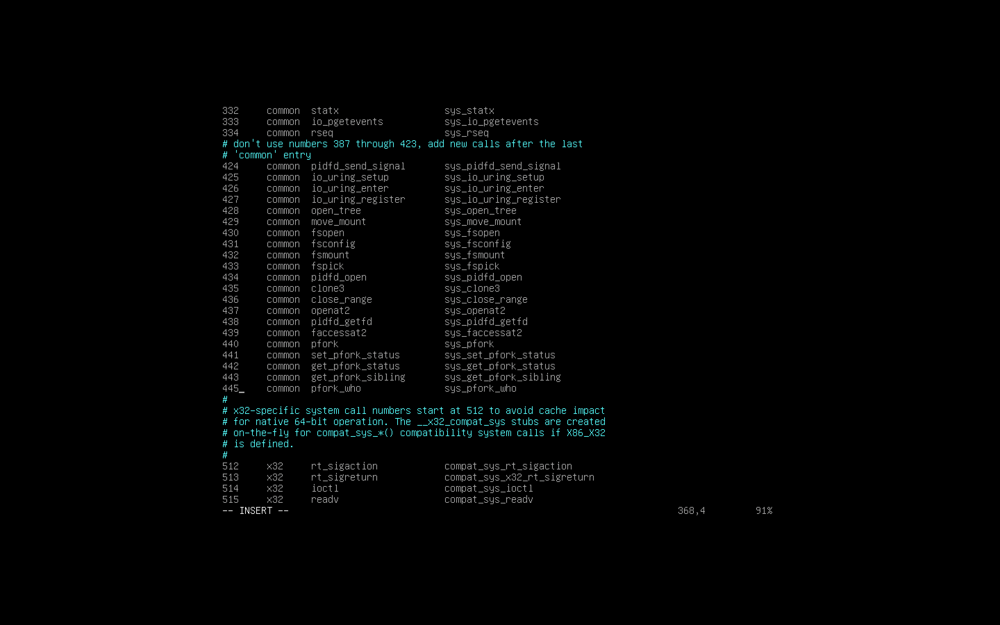 332     common  statx                   sys_statx
333     common  io_pgetevents           sys_io_pgetevents
334     common  rseq                    sys_rseq
# don't use numbers 387 through 423, add new calls after the last
# 'common' entry
424     common  pidfd_send_signal       sys_pidfd_send_signal
425     common  io_uring_setup          sys_io_uring_setup
426     common  io_uring_enter          sys_io_uring_enter
427     common  io_uring_register       sys_io_uring_register
428     common  open_tree               sys_open_tree
429     common  move_mount              sys_move_mount
430     common  fsopen                  sys_fsopen
431     common  fsconfig                sys_fsconfig
432     common  fsmount                 sys_fsmount
433     common  fspick                  sys_fspick
434     common  pidfd_open              sys_pidfd_open
435     common  clone3                  sys_clone3
436     common  close_range             sys_close_range
437     common  openat2                 sys_openat2
438     common  pidfd_getfd             sys_pidfd_getfd
439     common  faccessat2              sys_faccessat2
440     common  pfork                   sys_pfork
441     common  set_pfork_status        sys_set_pfork_status
442     common  get_pfork_status        sys_get_pfork_status
443     common  get_pfork_sibling       sys_get_pfork_sibling
445     common  pfork_who               sys_pfork_who
#
# x32-specific system call numbers start at 512 to avoid cache impact
# for native 64-bit operation. The __x32_compat_sys stubs are created
# on-the-fly for compat_sys_*() compatibility system calls if X86_X32
# is defined.
#
512     x32     rt_sigaction            compat_sys_rt_sigaction
513     x32     rt_sigreturn            compat_sys_x32_rt_sigreturn
514     x32     ioctl                   compat_sys_ioctl
515     x32     readv                   compat_sys_readv
-- INSERT --                                                                      368,4         91%